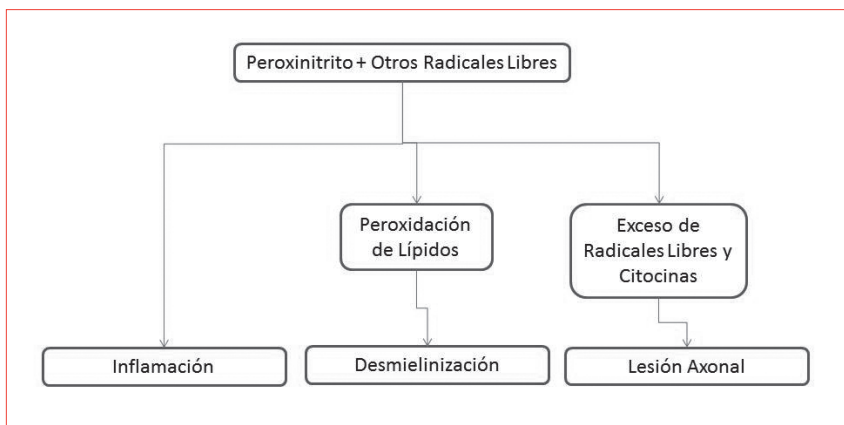 Peroxinitrito + Otros Radicales Libres
Peroxidación
de Lípidos
Exceso de
Radicales Libres y
Citocinas
Inflamación
Desmielinización
Lesión Axonal